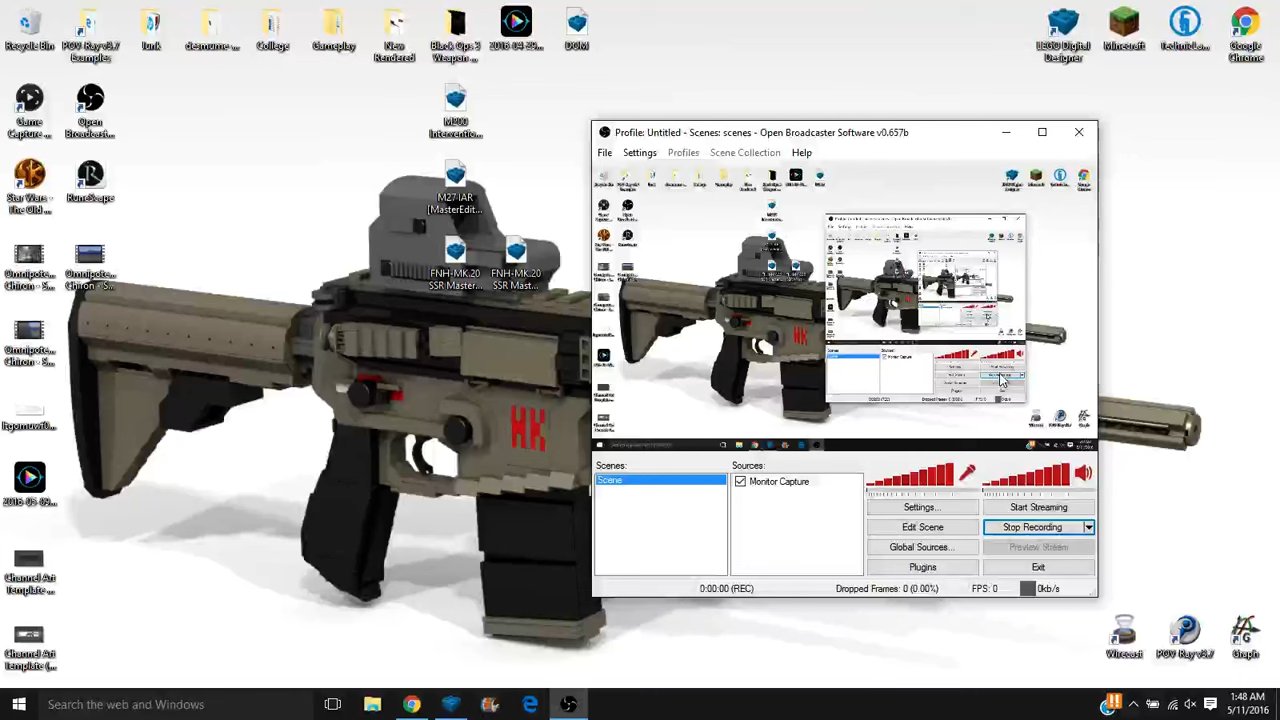 Recycle Bin
POV-Ray v3.7
Examples
desmume -...
College
Gameplay
New
Rendered
Black Ops 3
Weapon ...
2016-04-29...
DOM
LEGO Digital
Designer
Minecraft
TechnicLa...
Google
Chrome
Game
Capture ...
Open
Broadcast...
M200
Interventio...
Star Wars -
The Old ...
RuneScape
M27 IAR
[MasterEdit...
Omnipote...
Chiron - S...
Omnipote...
Chiron - S...
FNH-MK.20
SSR Master...
FNH-MK.20
SSR Mast...
Omnipote...
Chiron - S...
2016-05-09...
Channel Art
Template ...
Channel Art
Template (...
HK
Profile: Untitled - Scenes: scenes - Open Broadcaster Software v0.657b
File Settings Profiles Scene Collection Help
HK
Scenes:
Sources:
Scene
Monitor Capture
Settings...
Start Streaming
Edit Scene
Stop Recording
Global Sources...
Preview Stream
Plugins
Exit
0:00:00 (REC)
Dropped Frames: 0 (0.00%)
FPS: 0
0kb/s
Wirecast
POV-Ray v3.7
Graph
Search the web and Windows
1:48 AM
5/11/2016